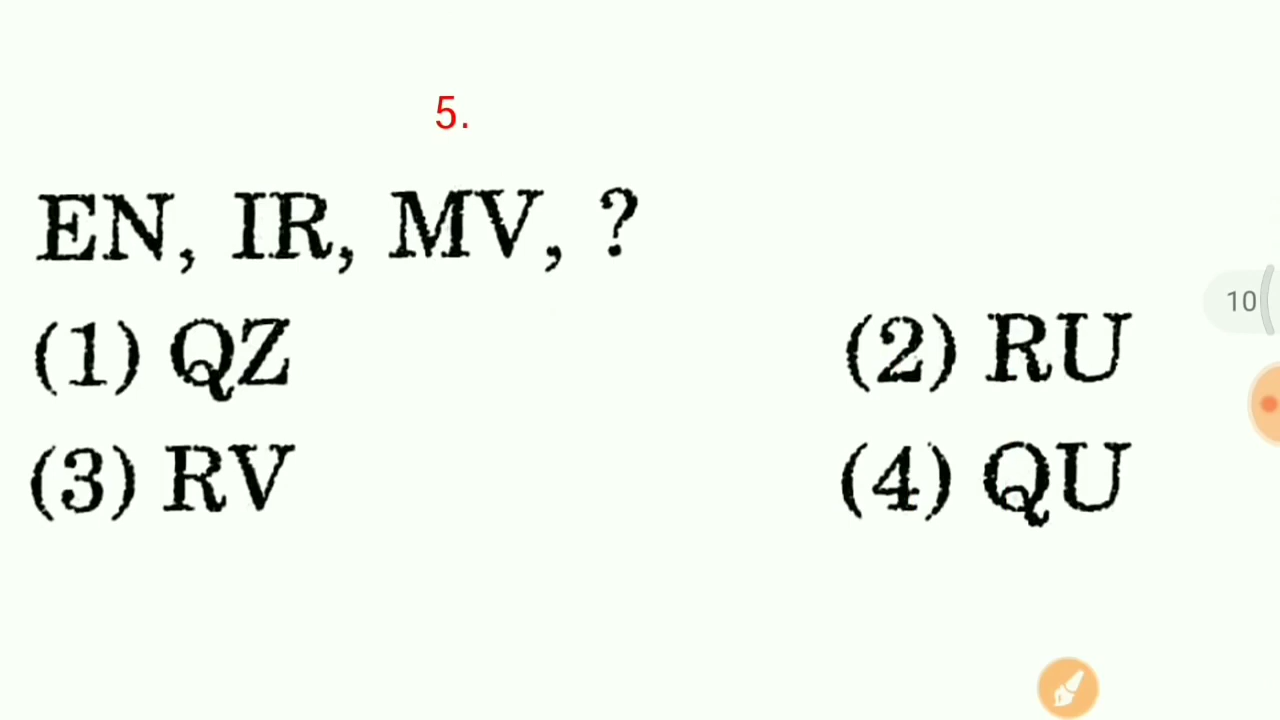 5.
EN, IR, MV, ?
(1) QZ (2) RU
(3) RV (4) QU
10